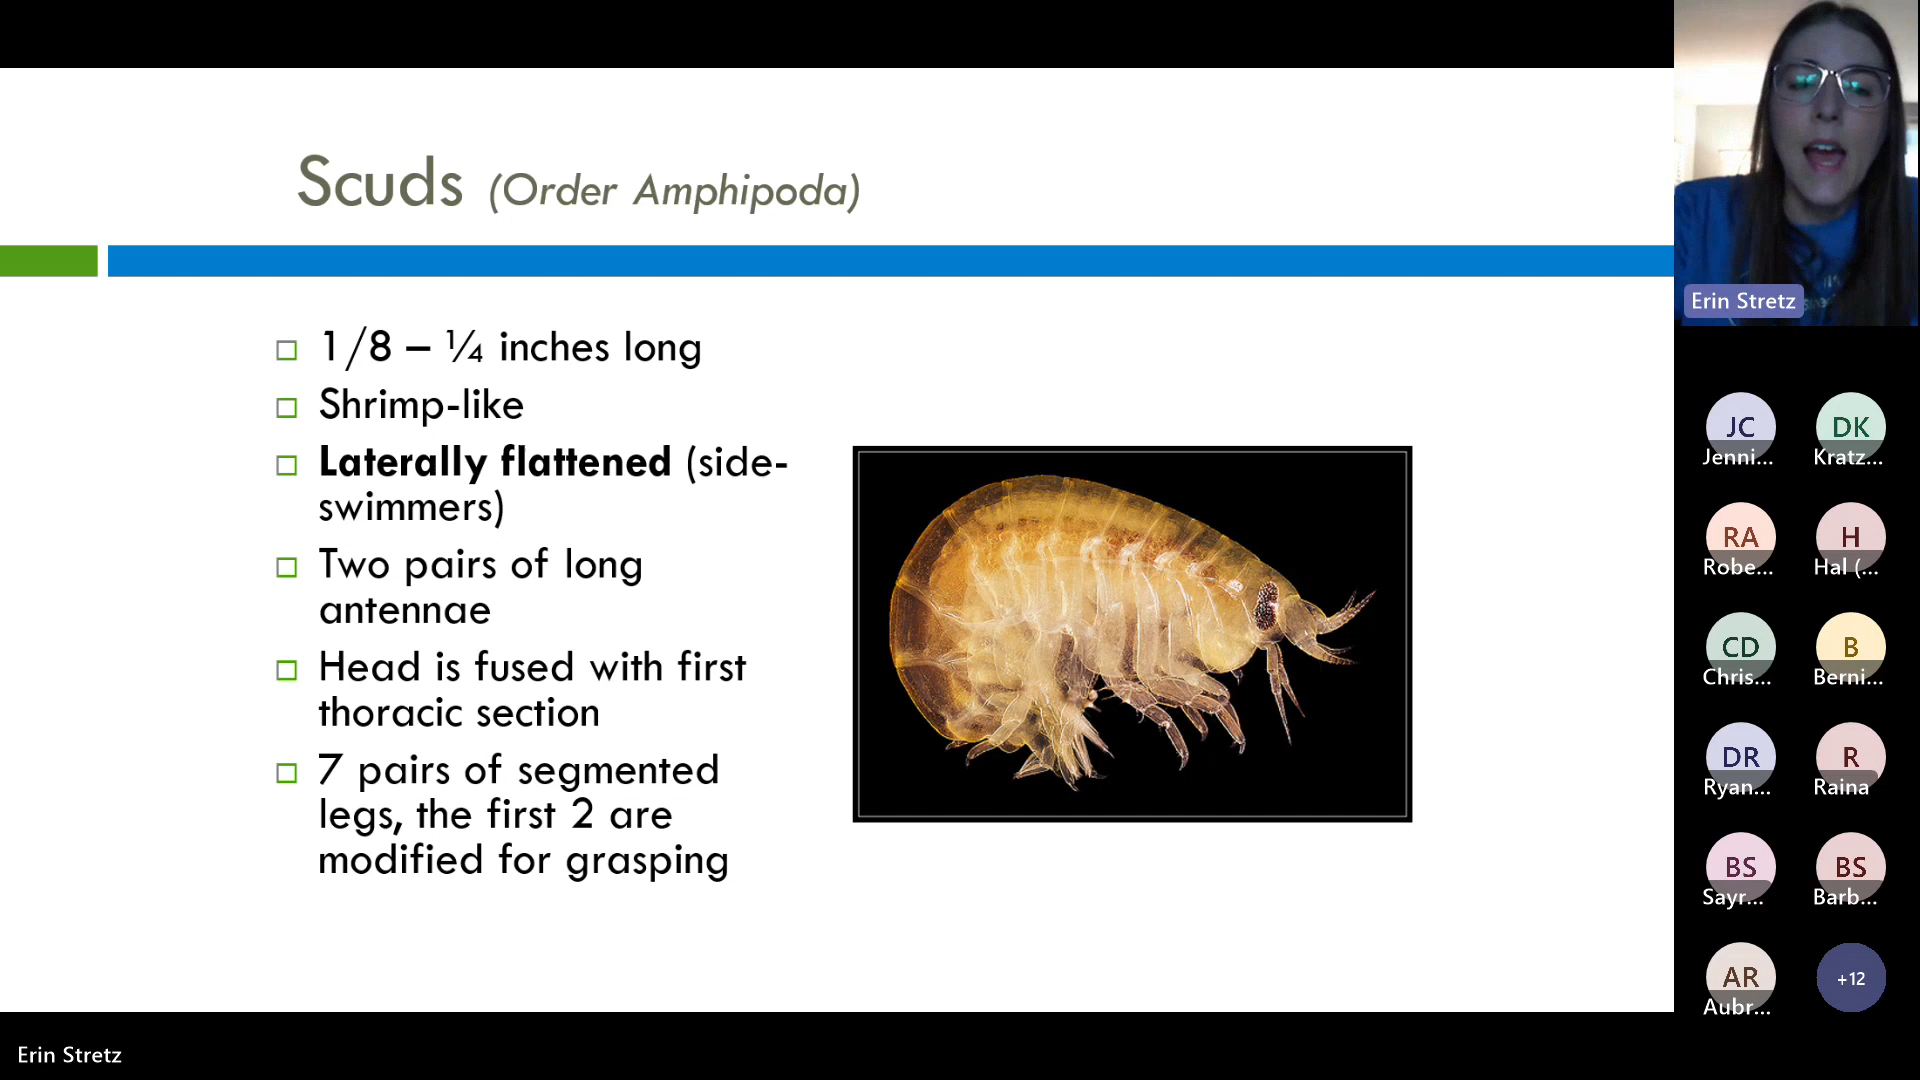 Scuds (Order Amphipoda)
1/8 – ¼ inches long
Shrimp-like
Laterally flattened (side-
swimmers)
Two pairs of long
antennae
Head is fused with first
thoracic section
7 pairs of segmented
legs, the first 2 are
modified for grasping
Erin Stretz
JC
DK
Jenni...
Kratz...
RA
H
Robe...
Hal (...
CD
B
Chris...
Berni...
DR
R
Ryan...
Raina
BS
BS
Sayr...
Barb...
AR
+12
Aubr...
Erin Stretz